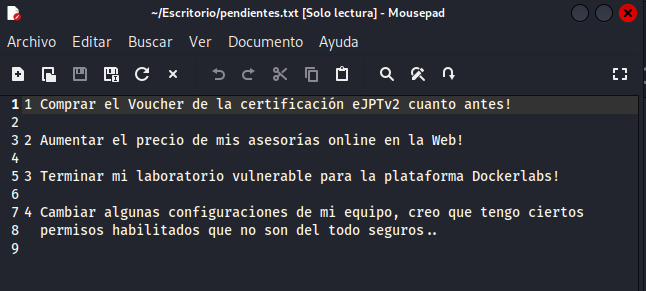 ~/Escritorio/pendientes.txt [Solo lectura] - Mousepad
Archivo Editar Buscar Ver Documento Ayuda
1 1 Comprar el Voucher de la certificación eJPTv2 cuanto antes!
2
3 2 Aumentar el precio de mis asesorías online en la Web!
4
5 3 Terminar mi laboratorio vulnerable para la plataforma Dockerlabs!
6
7 4 Cambiar algunas configuraciones de mi equipo, creo que tengo ciertos
8 permisos habilitados que no son del todo seguros..
9